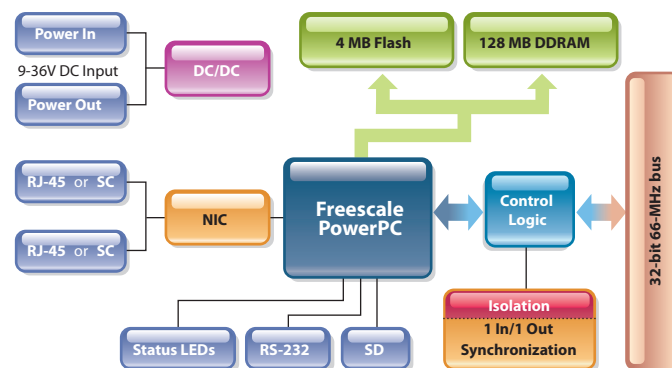 Power In
9-36V DC Input
Power Out
DC/DC
4 MB Flash
128 MB DDRAM
RJ-45 or SC
RJ-45 or SC
NIC
Freescale
PowerPC
Control
Logic
32-bit 66-MHz bus
Isolation
1 In/1 Out
Synchronization
Status LEDs
RS-232
SD